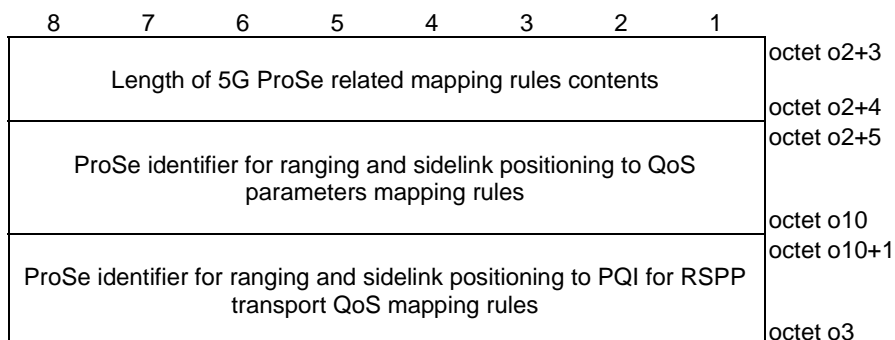 8 7 6 5 4 3 2 1
octet o2+3
Length of 5G ProSe related mapping rules contents
octet o2+4
octet o2+5
ProSe identifier for ranging and sidelink positioning to QoS
parameters mapping rules
octet o10
octet o10+1
ProSe identifier for ranging and sidelink positioning to PQI for RSPP
transport QoS mapping rules
octet o3